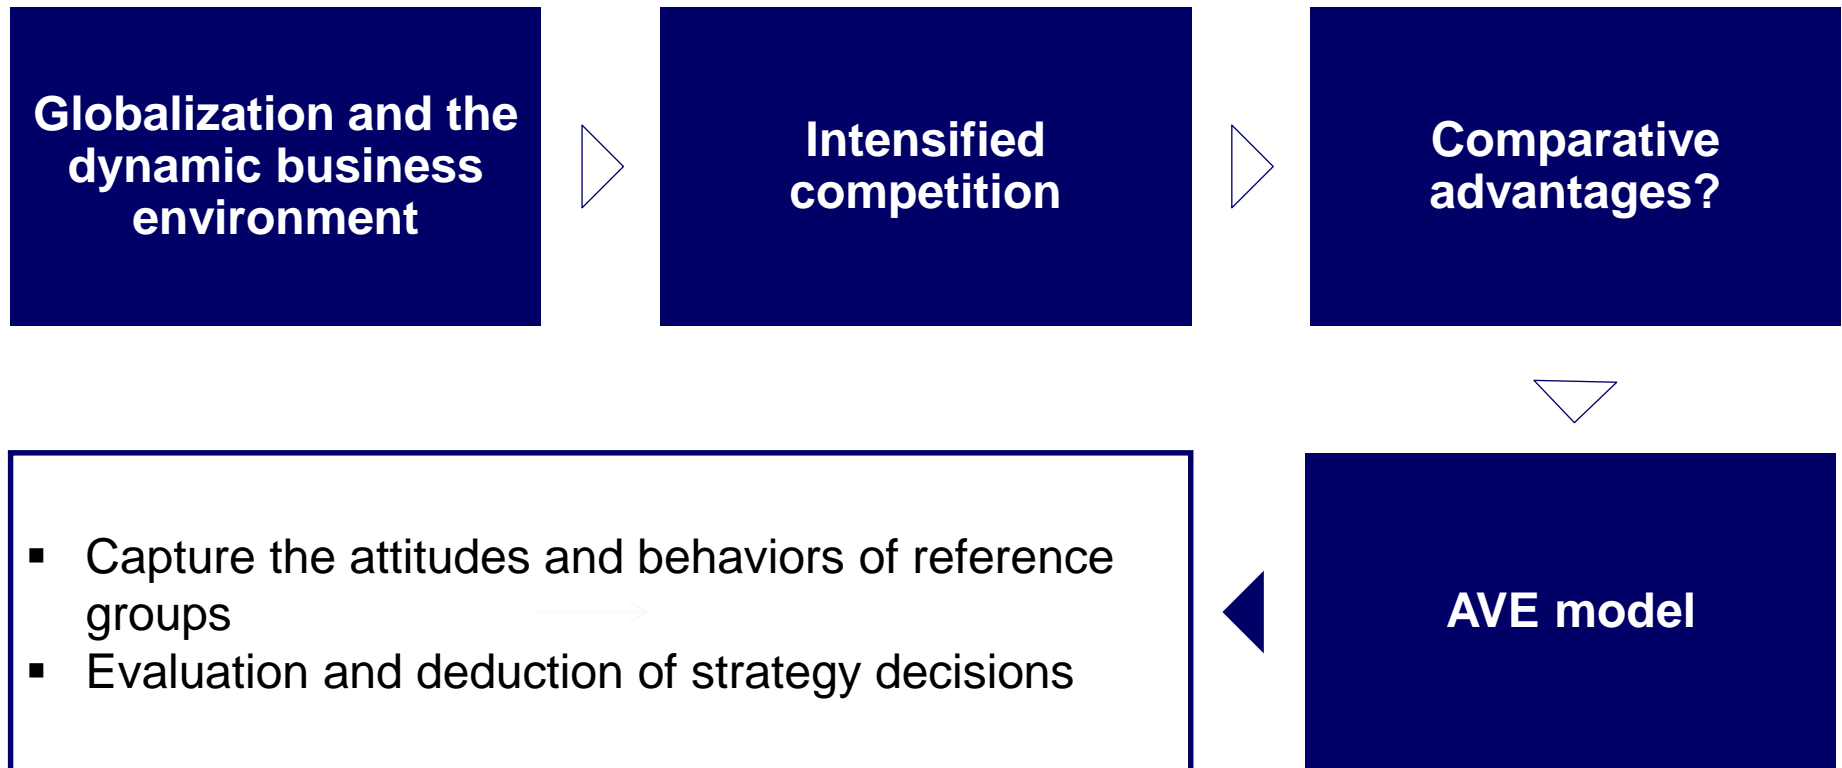 Globalization and the
dynamic business
environment
Intensified
competition
Comparative
advantages?
▪ Capture the attitudes and behaviors of reference
groups
▪ Evaluation and deduction of strategy decisions
AVE model